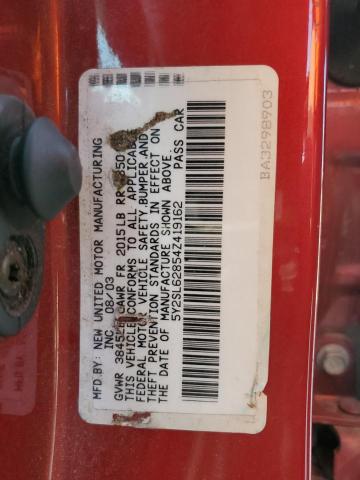 MFD.BY: NEW UNITED MOTOR MANUFACTURING
INC. 08/03
GVWR 3845LB GAWR FR 2015LB RR 850
THIS VEHICLE CONFORMS TO ALL APPLICABLE
FEDERAL MOTOR VEHICLE SAFETY,BUMPER,AND
THEFT PREVENTION STANDARDS IN EFFECT ON
THE DATE OF MANUFACTURE SHOWN ABOVE
5Y2SL62854Z419162 PASS CAR
BA3298903